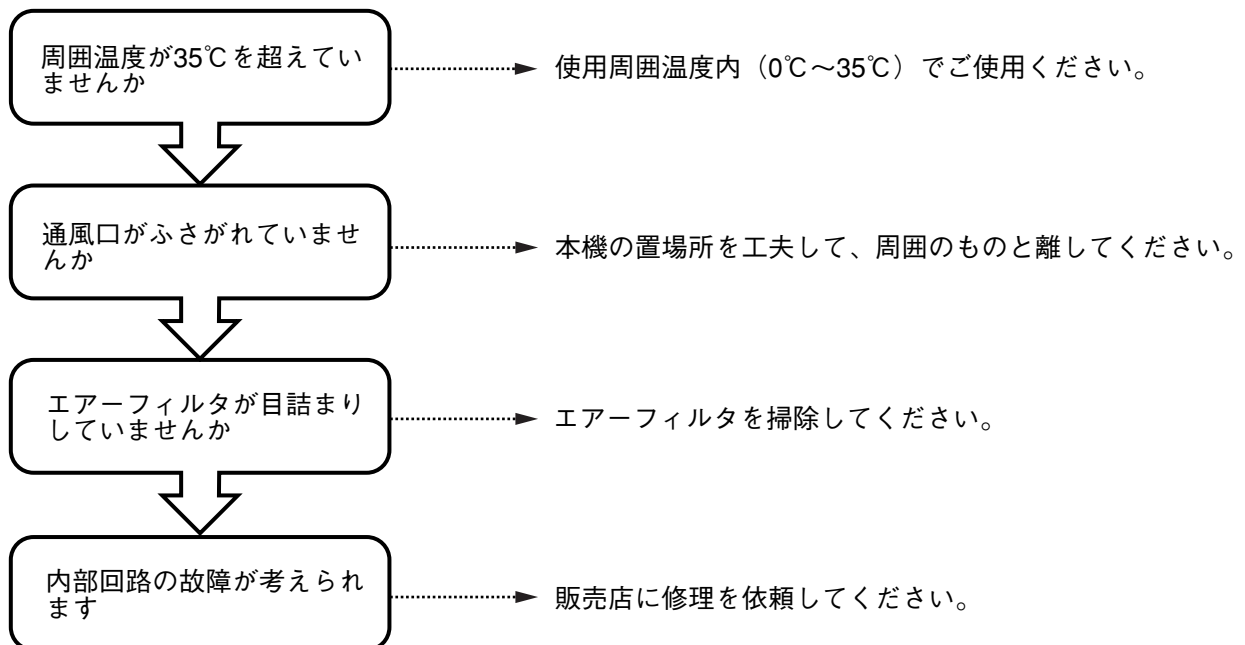 周囲温度が35℃を超えてい
ませんか
使用周囲温度内（0℃～35℃）でご使用ください。
通風口がふさがれていませ
んか
本機の置場所を工夫して、周囲のものと離してください。
エアーフィルタが目詰まり
していませんか
エアーフィルタを掃除してください。
内部回路の故障が考えられ
ます
販売店に修理を依頼してください。